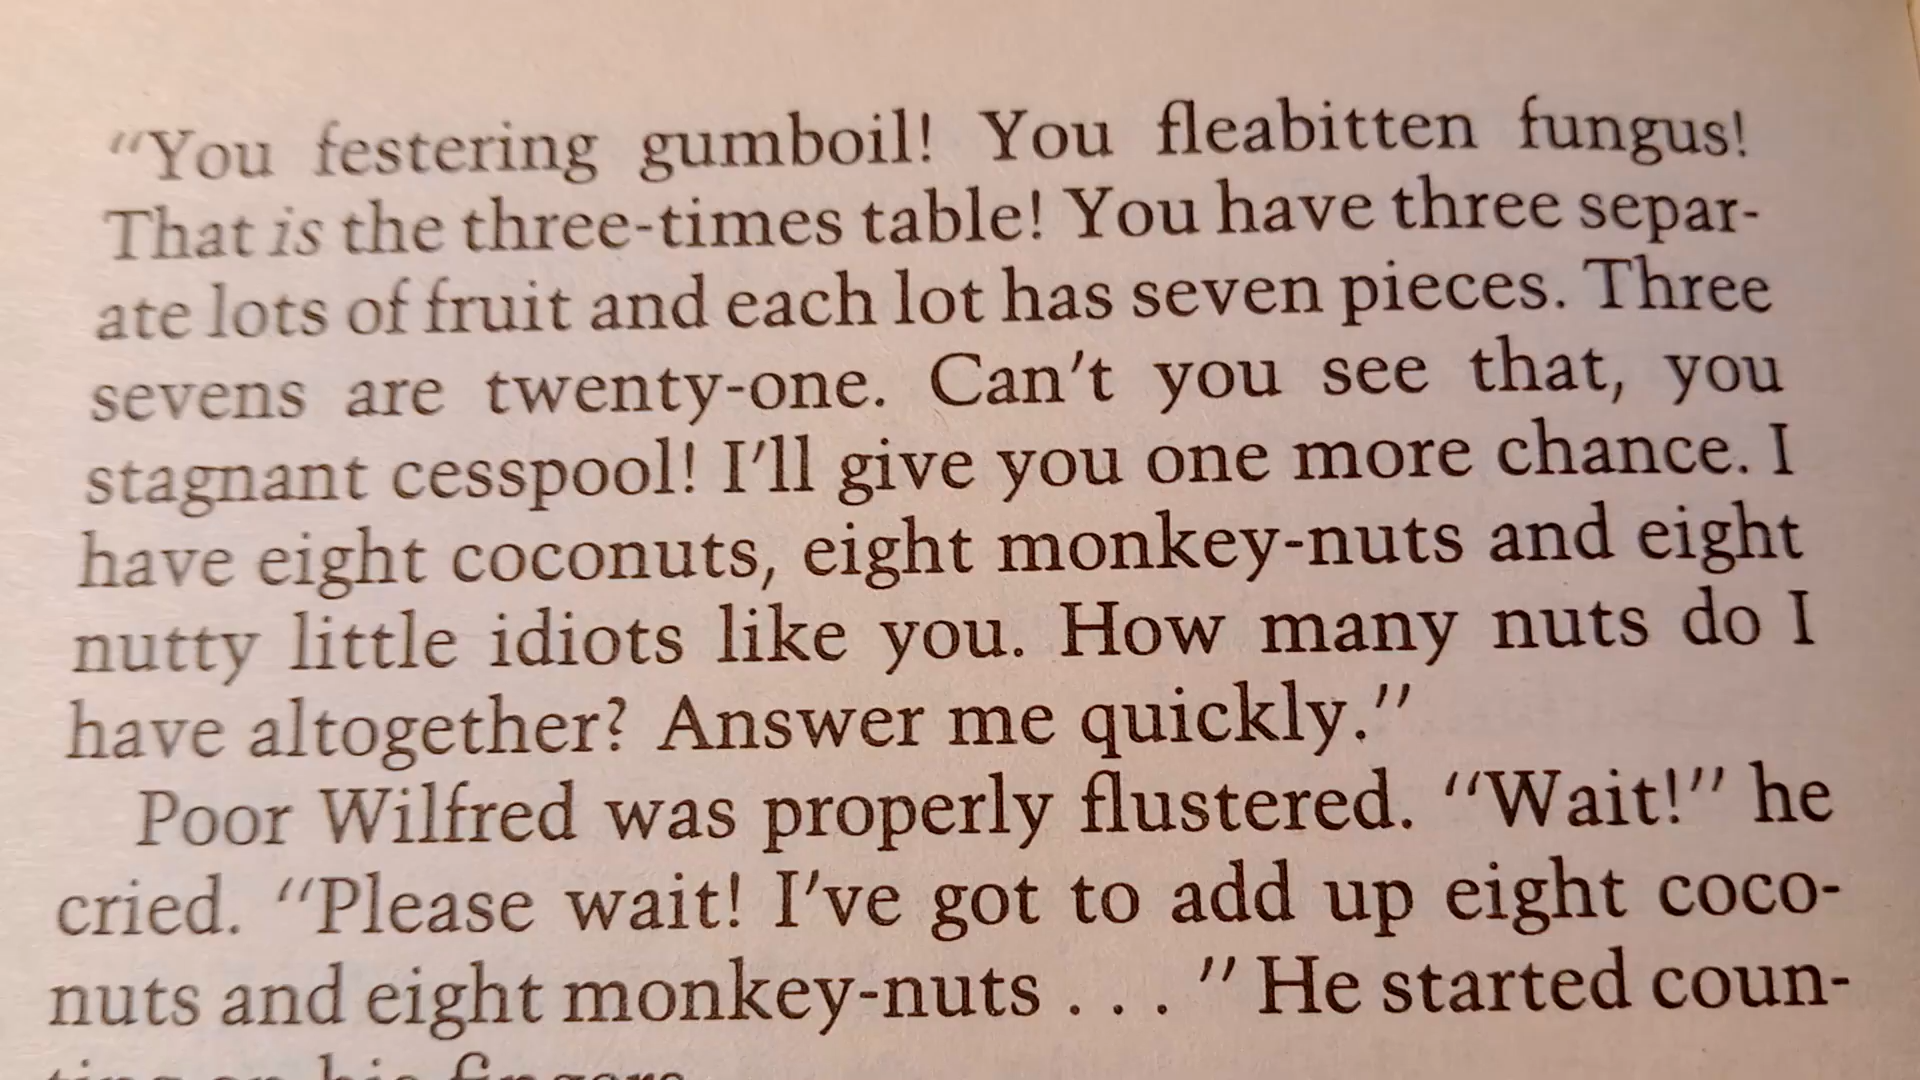 “You festering gumboil! You fleabitten fungus!
That is the three-times table! You have three separ-
ate lots of fruit and each lot has seven pieces. Three
sevens are twenty-one. Can’t you see that, you
stagnant cesspool! I’ll give you one more chance. I
have eight coconuts, eight monkey-nuts and eight
nutty little idiots like you. How many nuts do I
have altogether? Answer me quickly.”
Poor Wilfred was properly flustered. “Wait!” he
cried. “Please wait! I’ve got to add up eight coco-
nuts and eight monkey-nuts . . . ” He started coun-
ting on his fingers